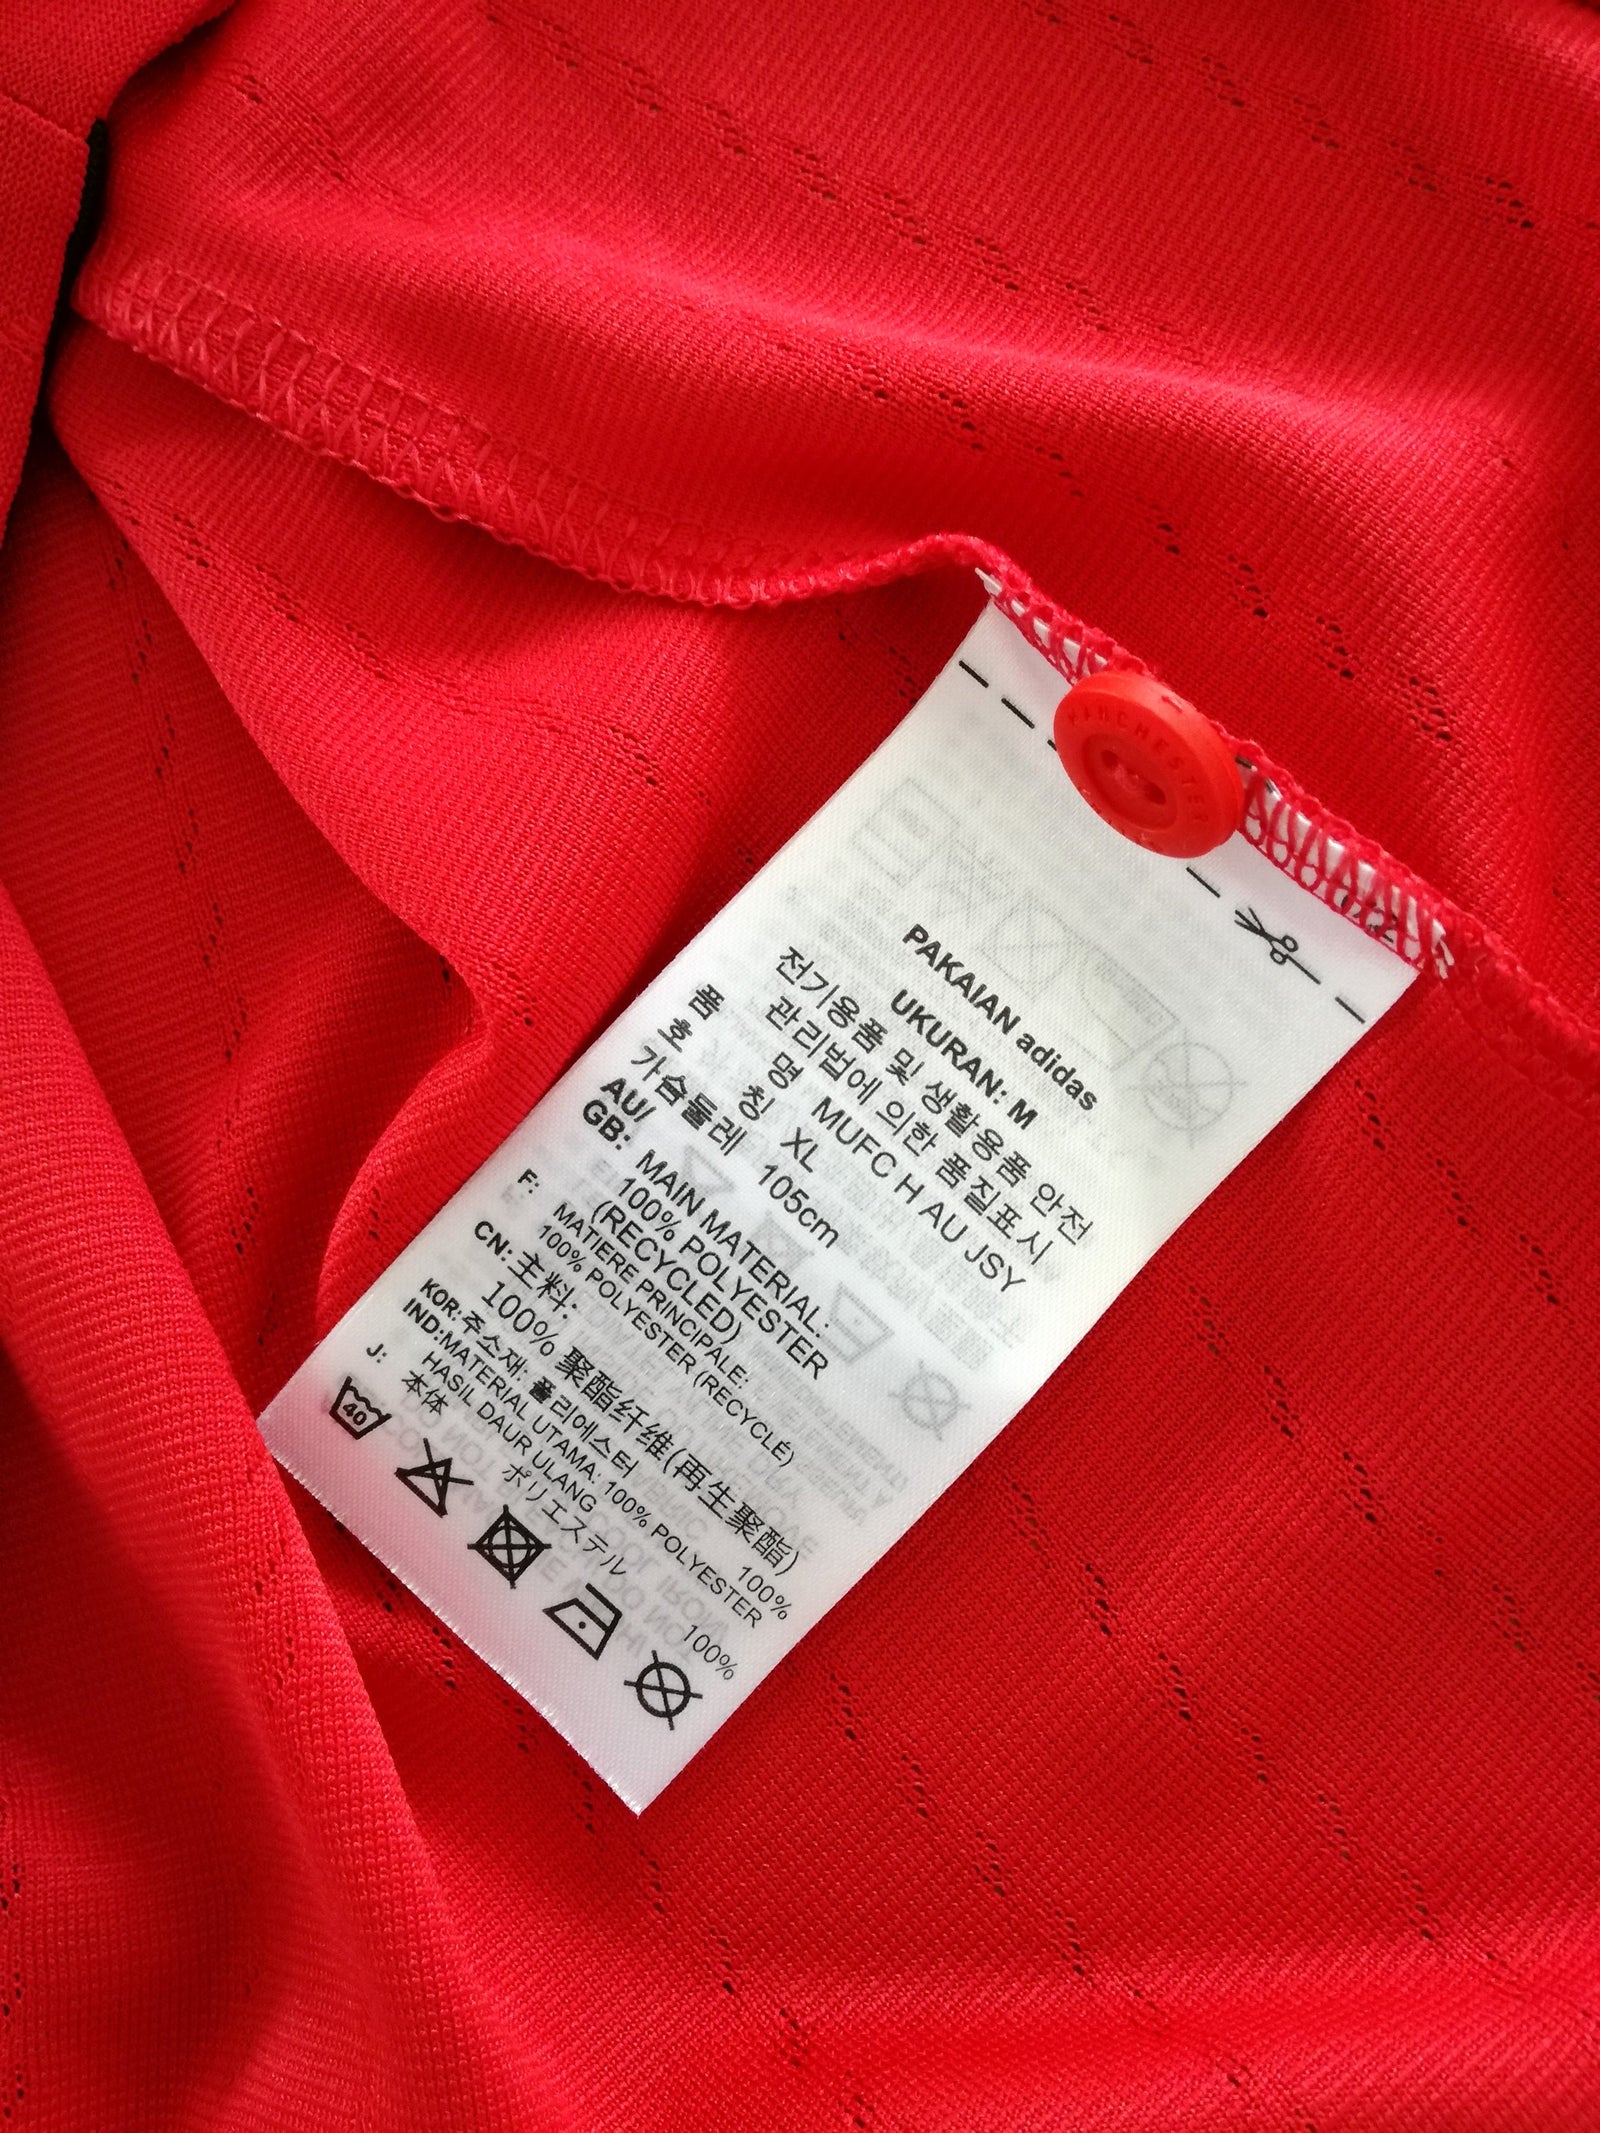 MANCHESTER
PAKAIAN adidas
UKURAN: M
전기용품 및 생활용품 안전
관리법에 의한 품질표시
품 명 MUFC H AU JSY
호 칭 XL
가슴둘레 105cm
AU/
GB: MAIN MATERIAL:
100% POLYESTER
(RECYCLED)
F: MATIERE PRINCIPALE:
100% POLYESTER (RECYCLÉ)
CN: 主料:
100% 聚酯纤维(再生聚酯)
KOR: 주소재: 폴리에스터 100%
IND: MATERIAL UTAMA: 100% POLYESTER
HASIL DAUR ULANG
J: 本体 ポリエステル 100%
40